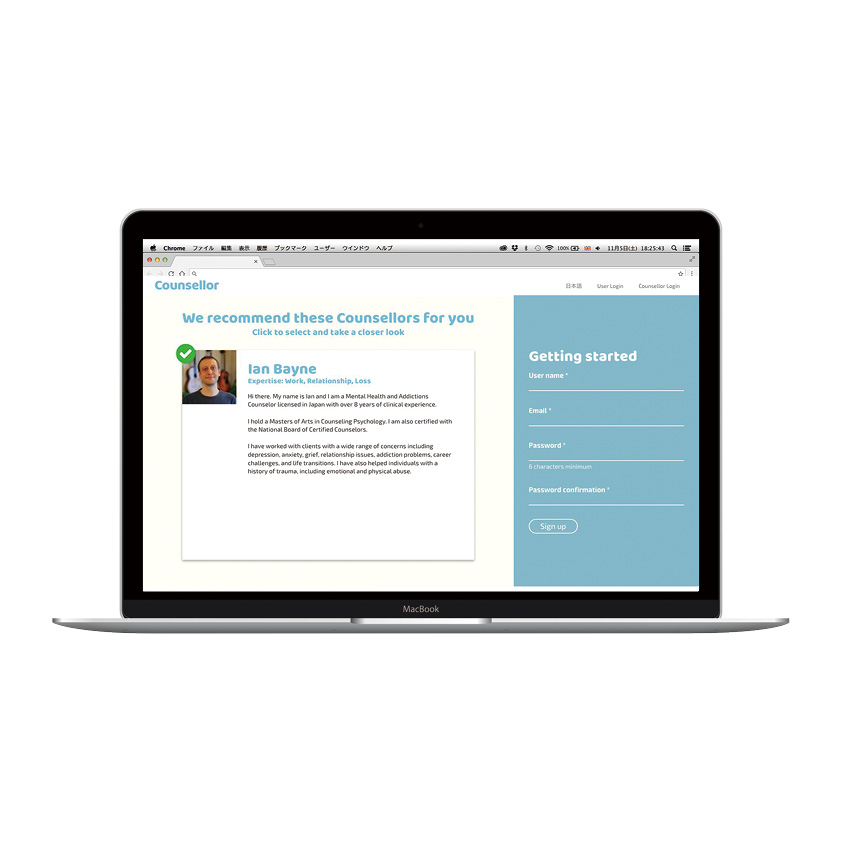 Chrome ファイル 編集 表示 履歴 ブックマーク ユーザー ウインドウ ヘルプ 100% 11月5日(土) 18:25:43
Counsellor 日本語 User Login Counsellor Login
We recommend these Counsellors for you
Click to select and take a closer look
Ian Bayne
Expertise: Work, Relationship, Loss
Hi there. My name is Ian and I am a Mental Health and Addictions
Counselor licensed in Japan with over 8 years of clinical experience.
I hold a Masters of Arts in Counseling Psychology. I am also certified with
the National Board of Certified Counselors.
I have worked with clients with a wide range of concerns including
depression, anxiety, grief, relationship issues, addiction problems, career
challenges, and life transitions. I have also helped individuals with a
history of trauma, including emotional and physical abuse.
Getting started
User name *
Email *
Password *
6 characters minimum
Password confirmation *
Sign up
MacBook